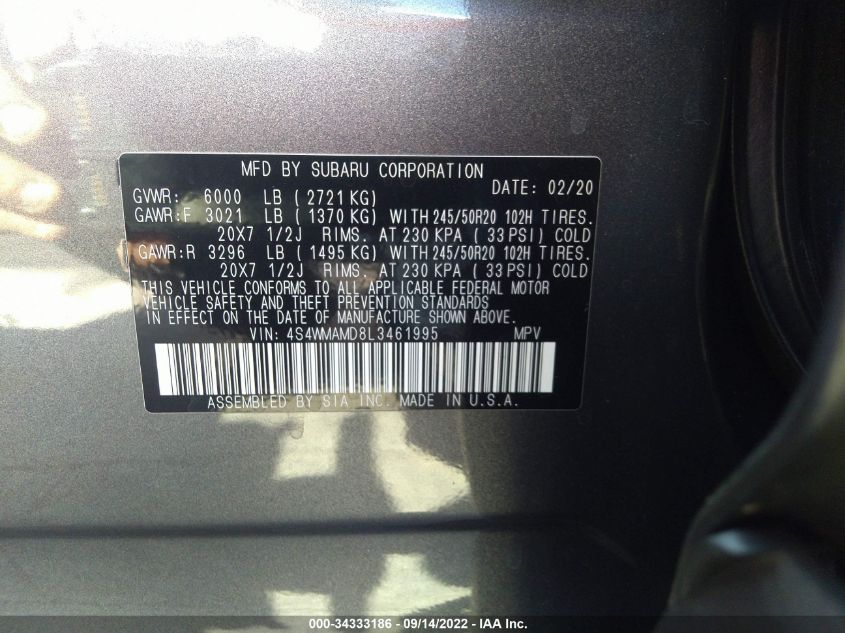 MFD BY SUBARU CORPORATION
GVWR: 6000 LB ( 2721 KG) DATE: 02/20
GAWR:F 3021 LB ( 1370 KG) WITH 245/50R20 102H TIRES.
20X7 1/2J RIMS. AT 230 KPA ( 33 PSI) COLD
GAWR:R 3296 LB ( 1495 KG) WITH 245/50R20 102H TIRES.
20X7 1/2J RIMS. AT 230 KPA ( 33 PSI) COLD
THIS VEHICLE CONFORMS TO ALL APPLICABLE FEDERAL MOTOR
VEHICLE SAFETY AND THEFT PREVENTION STANDARDS
IN EFFECT ON THE DATE OF MANUFACTURE SHOWN ABOVE.
VIN: 4S4WMAMD8L3461995 MPV
ASSEMBLED BY SIA INC. MADE IN U.S.A.
000-34333186 - 09/14/2022 - IAA Inc.